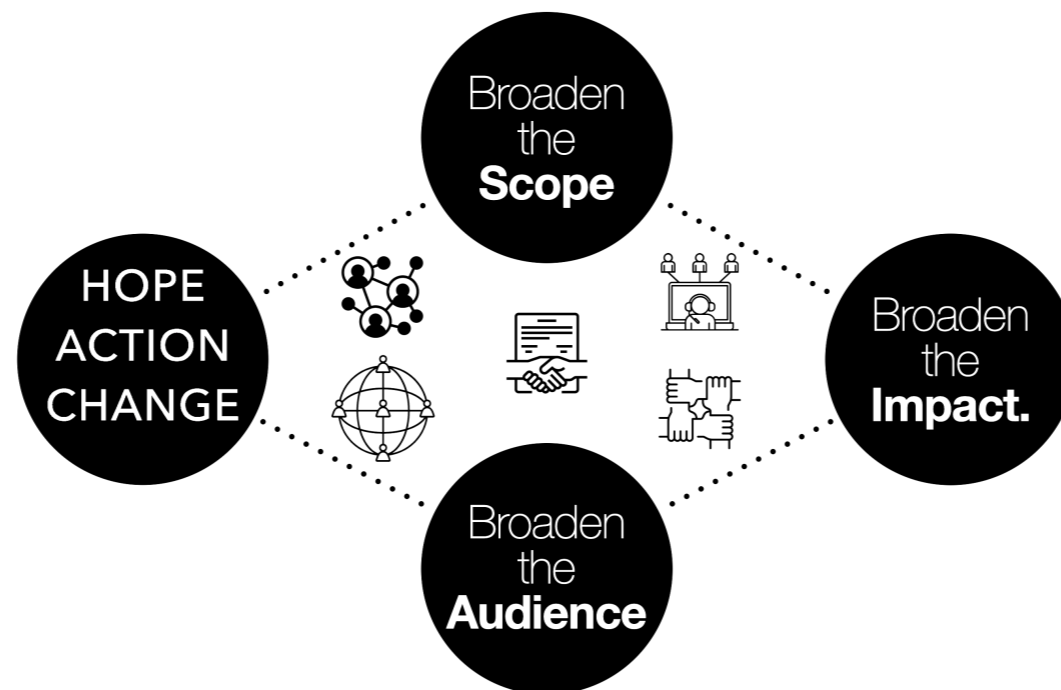 Broaden
the
Scope
HOPE
ACTION
CHANGE
Broaden
the
Impact.
Broaden
the
Audience